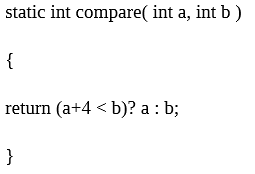 static int compare( int a, int b )
{
return (a+4 < b)? a : b;
}